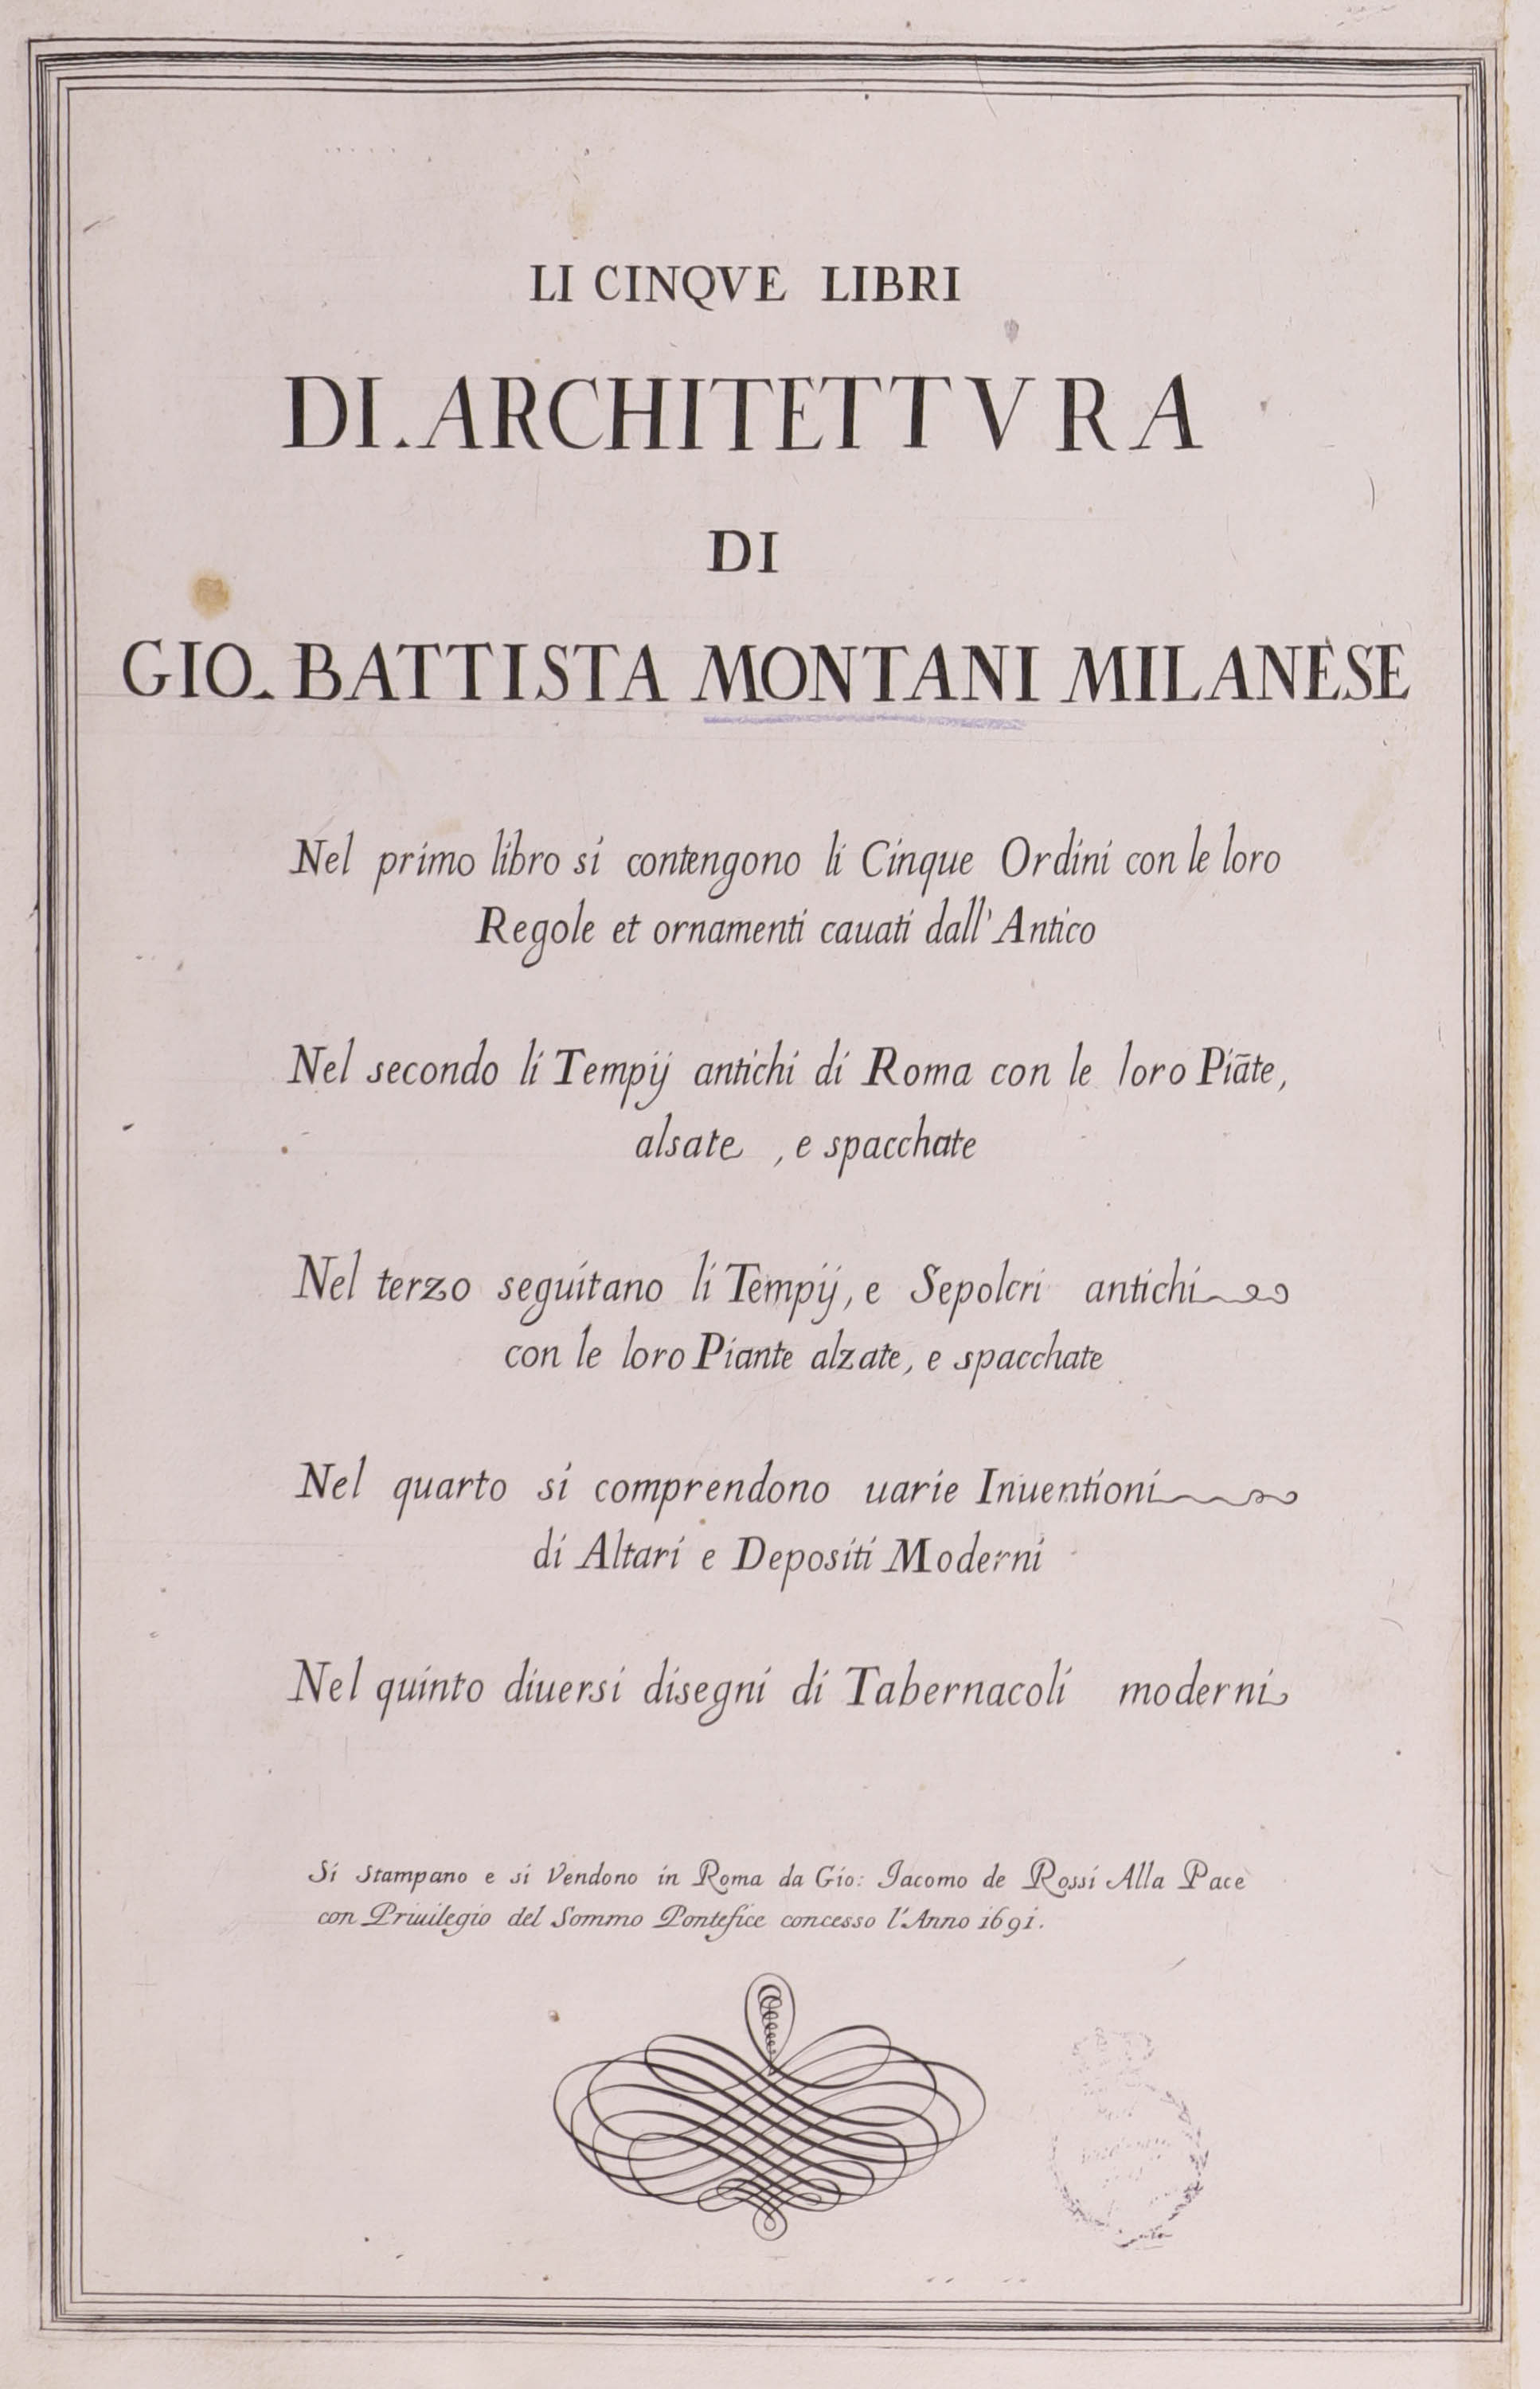 LI CINQVE LIBRI
DI. ARCHITETTVRA
DI
GIO. BATTISTA MONTANI MILANESE
Nel primo libro si contengono li Cinque Ordini con le loro
Regole et ornamenti cauati dall' Antico
Nel secondo li Tempij antichi di Roma con le loro Piāte,
alsate , e spacchate
Nel terzo seguitano li Tempij, e Sepolcri antichi
con le loro Piante alzate, e spacchate
Nel quarto si comprendono uarie Inuentioni
di Altari e Depositi Moderni
Nel quinto diuersi disegni di Tabernacoli moderni
Si Stampano e si Vendono in Roma da Gio: Iacomo de Rossi Alla Pace
con Priuilegio del Sommo Pontefice concesso l'Anno 1691.